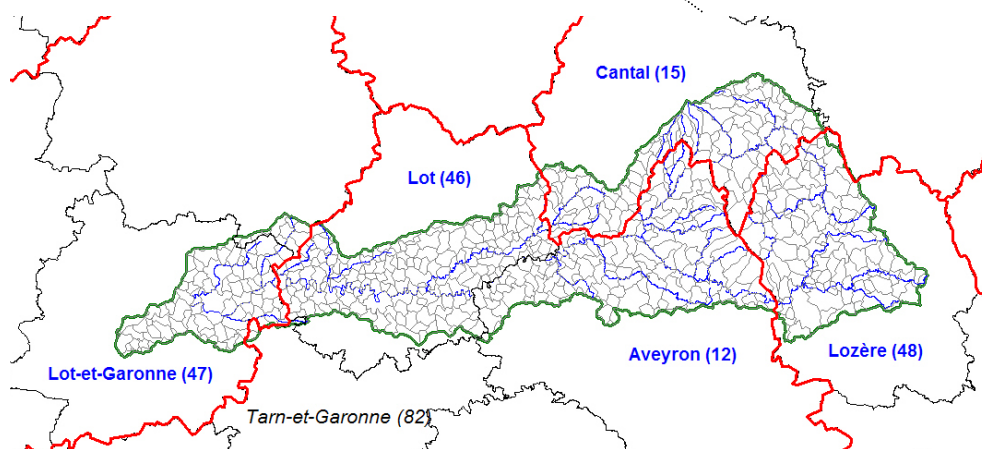 Cantal (15)
Lot (46)
Aveyron (12)
Lozère (48)
Lot-et-Garonne (47)
Tarn-et-Garonne (82)